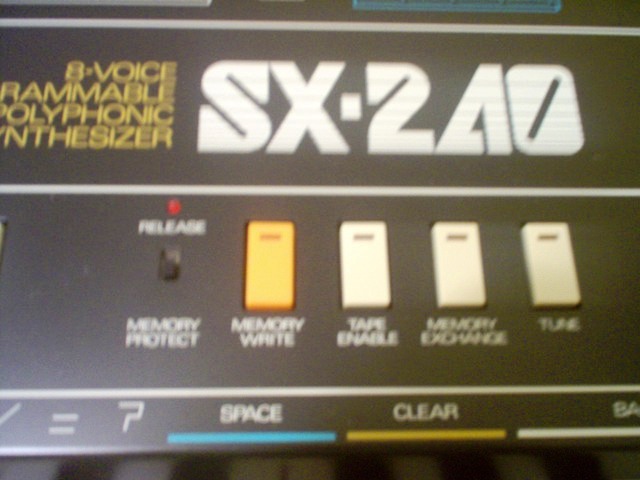 8-VOICE
RAMMABLE
POLYPHONIC
YNTHESIZER
SX-240
RELEASE
MEMORY PROTECT
MEMORY WRITE
TAPE ENABLE
MEMORY EXCHANGE
TUNE
/ = ?
SPACE
CLEAR
BA